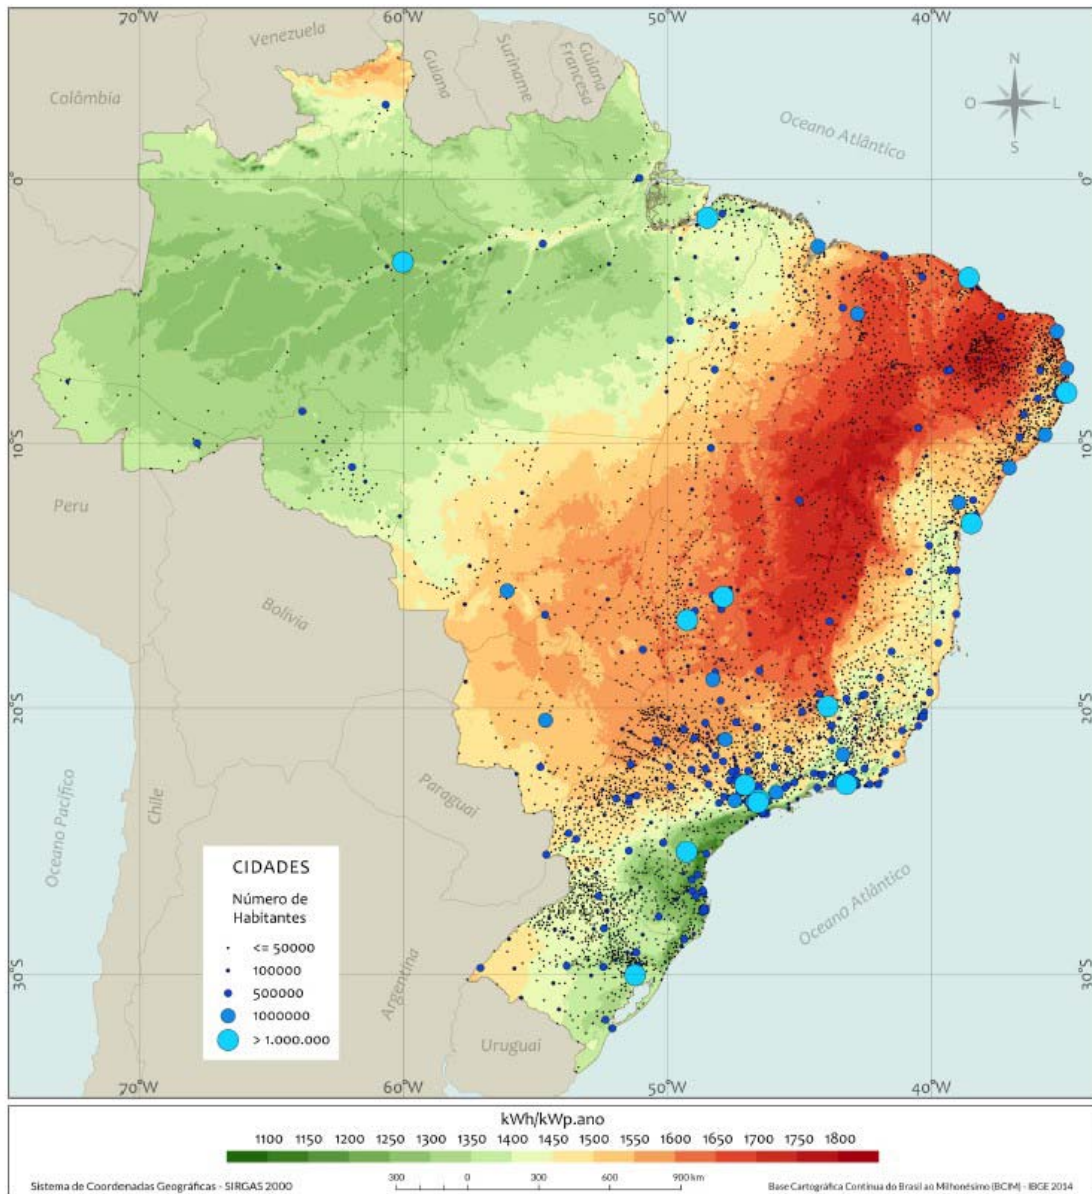 70°W
60°W
50°W
40°W
Venezuela
Guiana
Suriname
Guiana
Francesa
Colômbia
N
O
L
S
Oceano Atlântico
0°
0°
10°S
10°S
Peru
Bolívia
20°S
20°S
Paraguai
Chile
Oceano Pacífico
Oceano Atlântico
Argentina
30°S
30°S
Uruguai
CIDADES
Número de
Habitantes
<= 50000
100000
500000
1000000
> 1.000.000
70°W
60°W
50°W
40°W
kWh/kWp.ano
1100 1150 1200 1250 1300 1350 1400 1450 1500 1550 1600 1650 1700 1750 1800
300 0 300 600 900 km
Sistema de Coordenadas Geográficas - SIRGAS 2000
Base Cartográfica Contínua do Brasil ao Milhonésimo (BCIM) - IBGE 2014